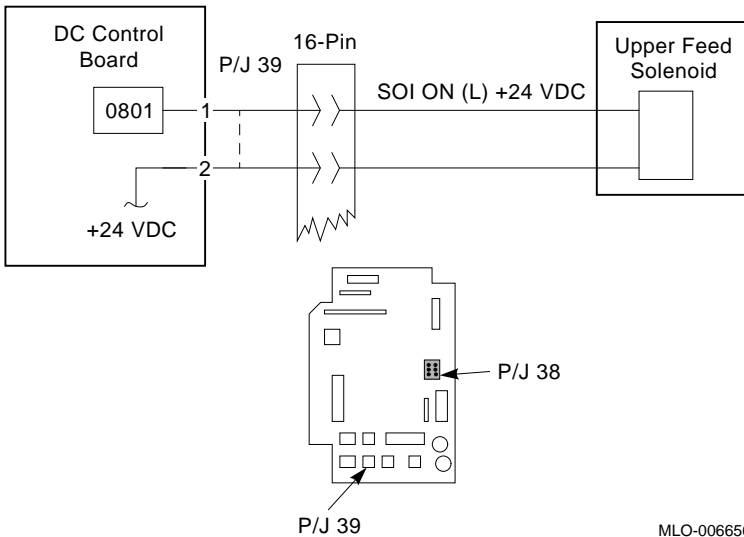 DC Control
Board
P/J 39
16-Pin
Upper Feed
Solenoid
0801
1
SOI ON (L) +24 VDC
2
+24 VDC
P/J 38
P/J 39